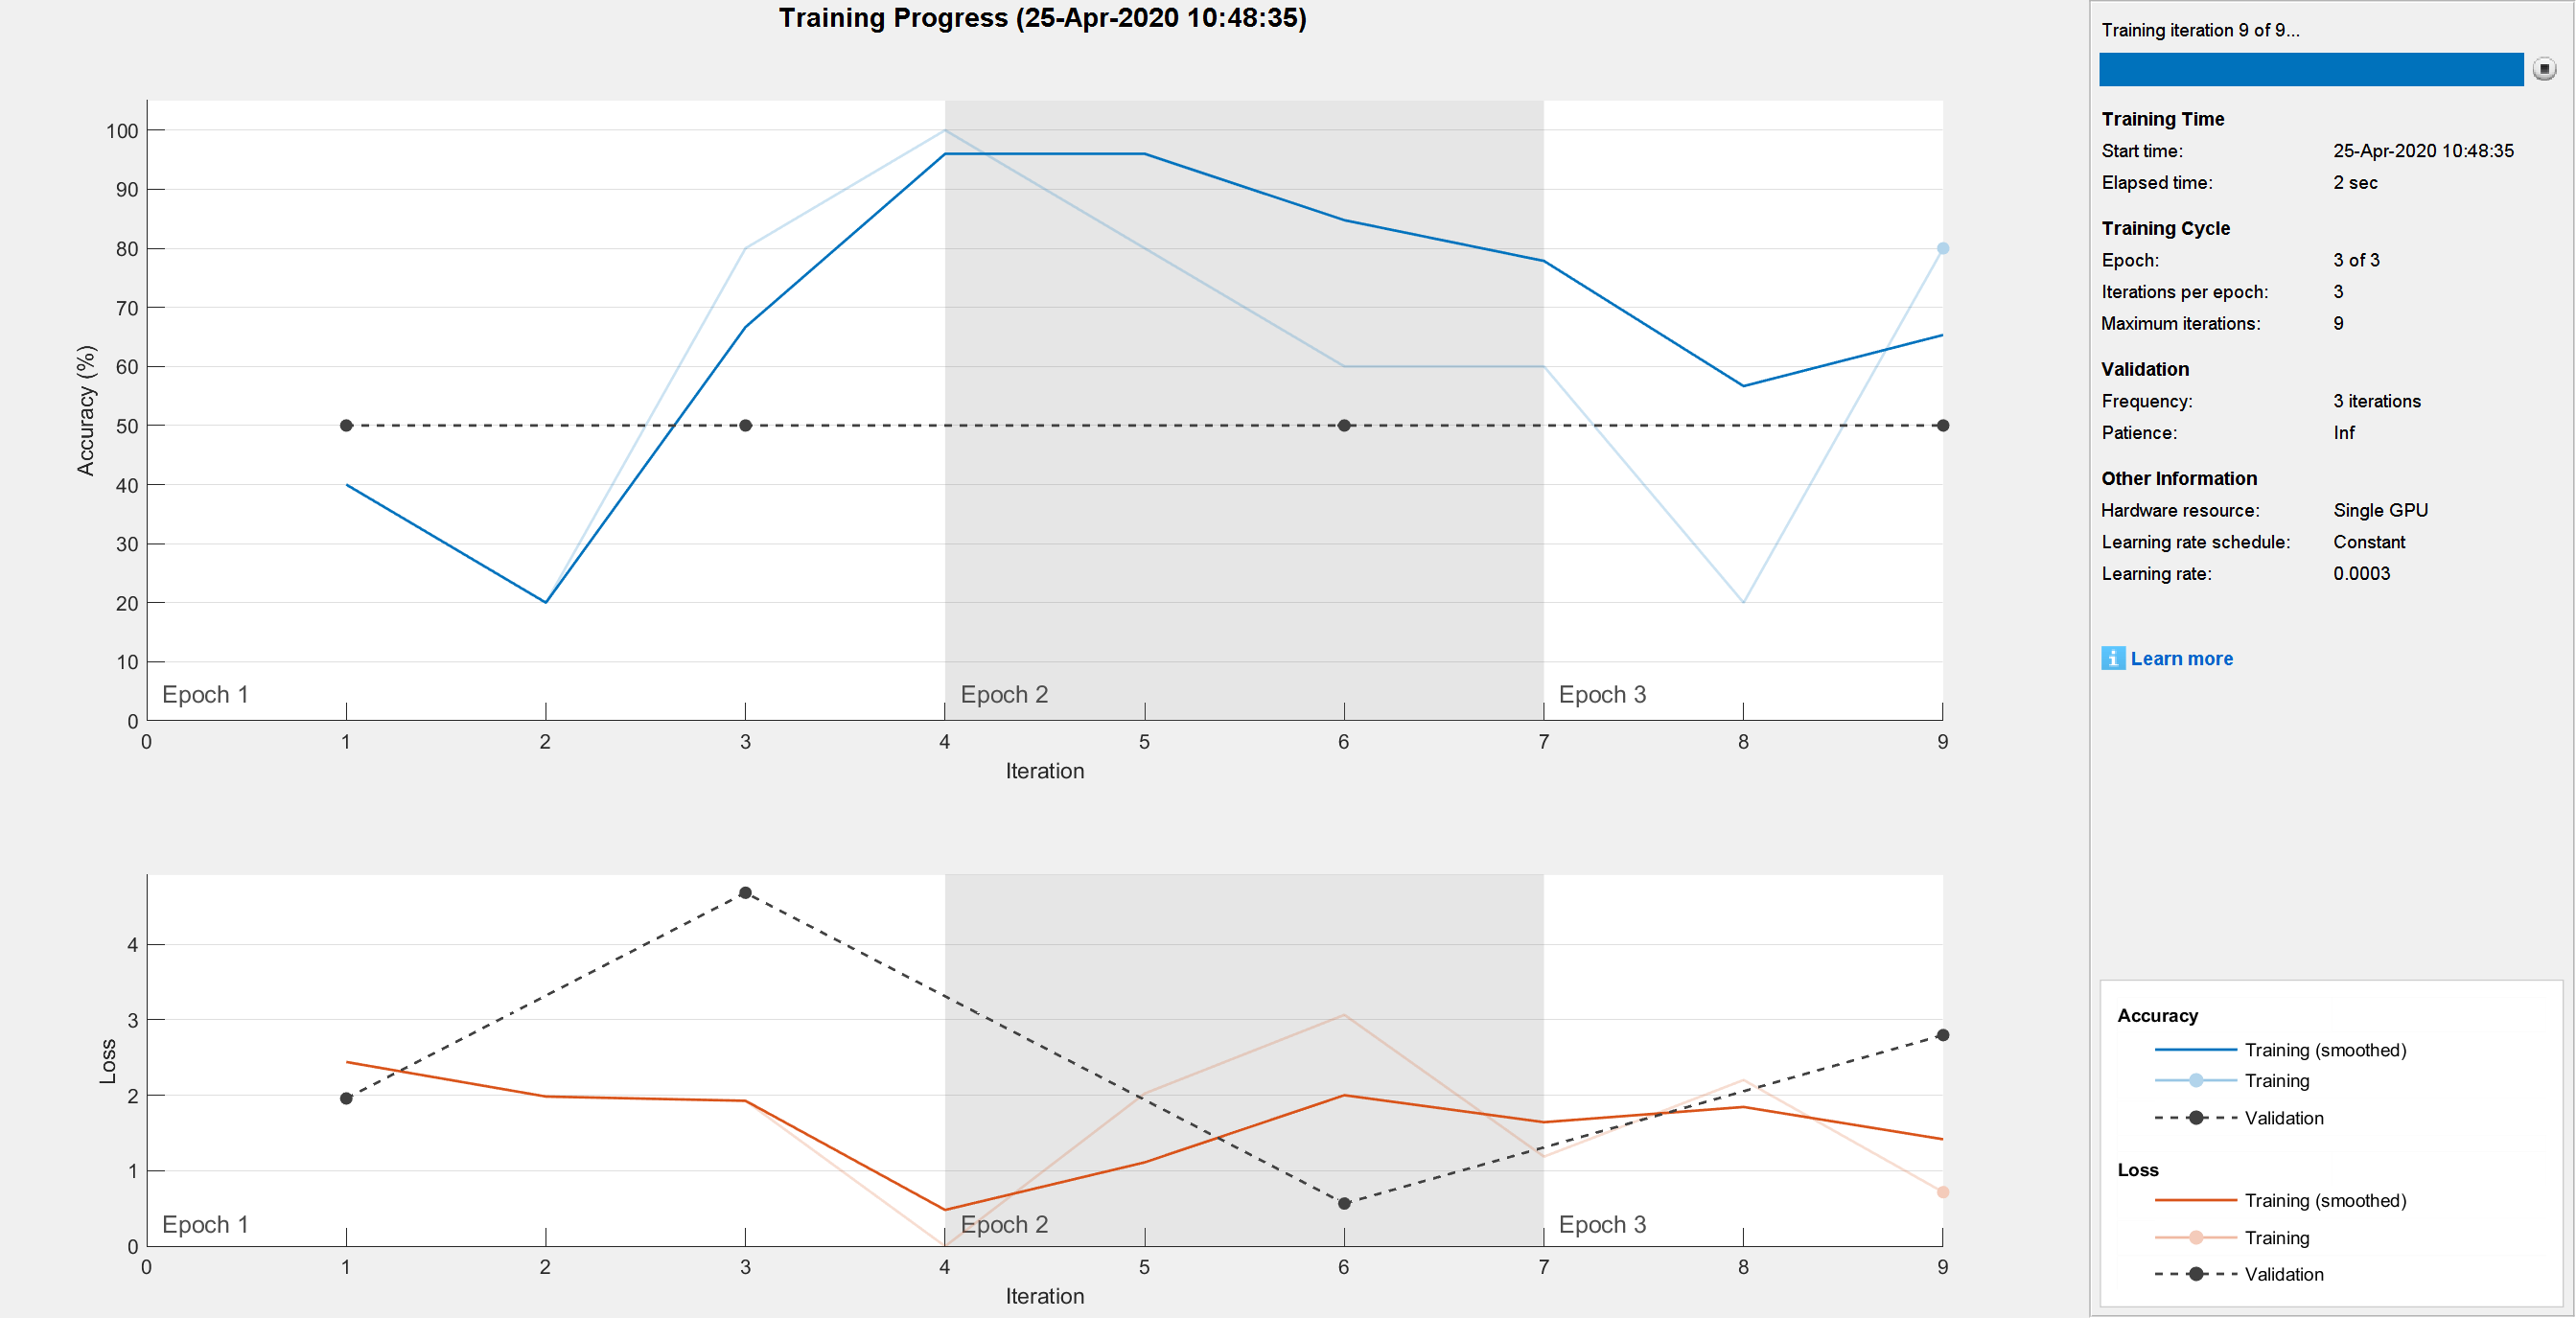 Training Progress (25-Apr-2020 10:48:35)
100
90
80
70
60
50
40
30
20
10
0
Accuracy (%)
Epoch 1
Epoch 2
Epoch 3
0 1 2 3 4 5 6 7 8 9
Iteration
4
3
2
1
0
Loss
Epoch 1
Epoch 2
Epoch 3
0 1 2 3 4 5 6 7 8 9
Iteration
Training iteration 9 of 9...
Training Time
Start time: 25-Apr-2020 10:48:35
Elapsed time: 2 sec
Training Cycle
Epoch: 3 of 3
Iterations per epoch: 3
Maximum iterations: 9
Validation
Frequency: 3 iterations
Patience: Inf
Other Information
Hardware resource: Single GPU
Learning rate schedule: Constant
Learning rate: 0.0003
i Learn more
Accuracy
Training (smoothed)
Training
Validation
Loss
Training (smoothed)
Training
Validation